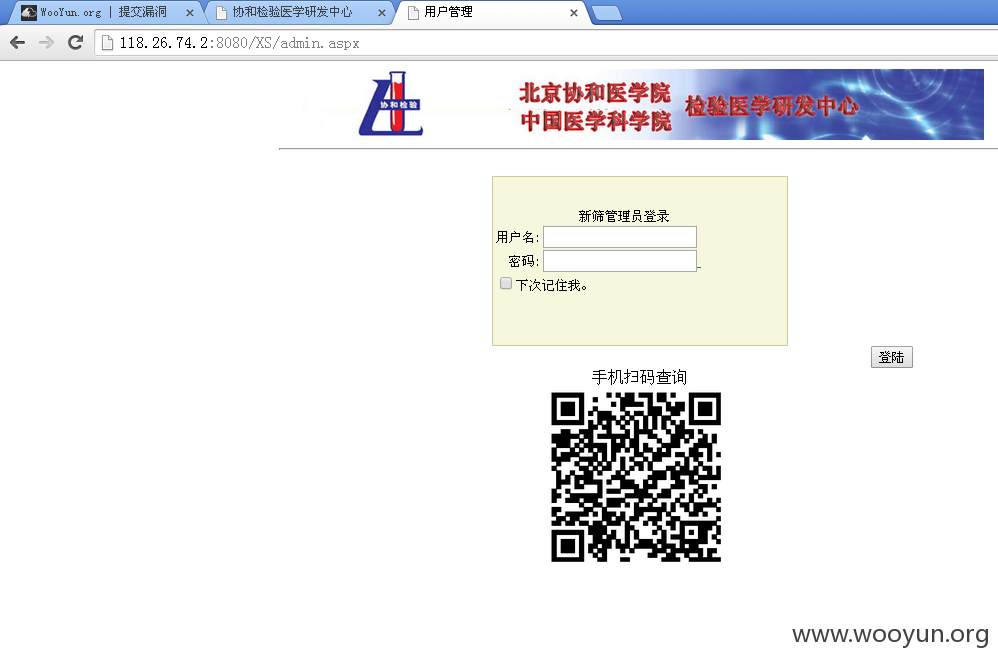 WooYun.org | 提交漏洞
协和检验医学研发中心
用户管理
118.26.74.2:8080/XS/admin.aspx
协和检验
北京协和医学院
中国医学科学院
检验医学研发中心
新筛管理员登录
用户名:
密码:
下次记住我。
登陆
手机扫码查询
www.wooyun.org